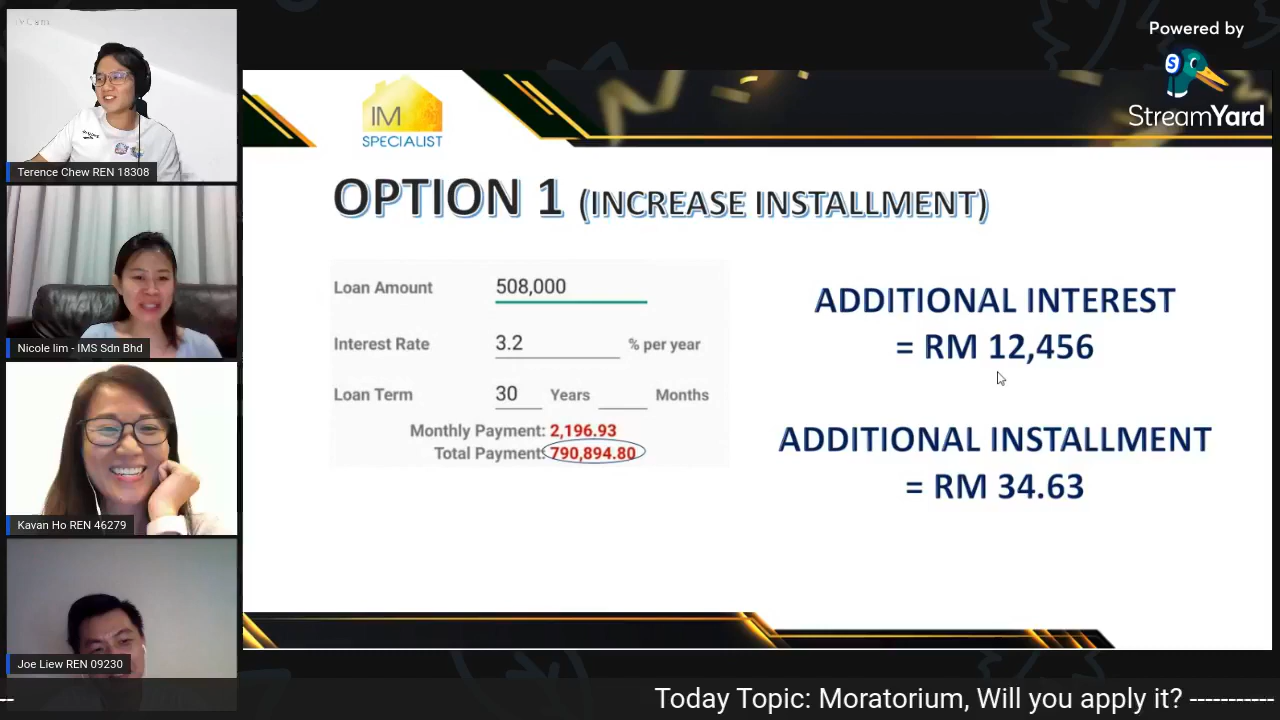 Terence Chew REN 18308
Nicole lim - IMS Sdn Bhd
Kavan Ho REN 46279
Joe Liew REN 09230
Powered by
StreamYard
IM
SPECIALIST
OPTION 1 (INCREASE INSTALLMENT)
Loan Amount 508,000
Interest Rate 3.2 % per year
Loan Term 30 Years Months
Monthly Payment: 2,196.93
Total Payment: 790,894.80
ADDITIONAL INTEREST
= RM 12,456
ADDITIONAL INSTALLMENT
= RM 34.63
-- Today Topic: Moratorium, Will you apply it? -----------